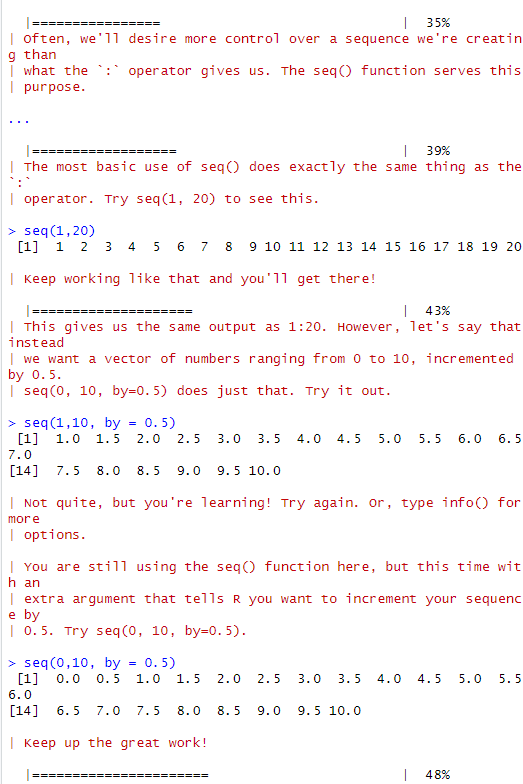 |================                              |  35%
| Often, we'll desire more control over a sequence we're creatin
g than
| what the `:` operator gives us. The seq() function serves this
| purpose.
...
|==================                            |  39%
| The most basic use of seq() does exactly the same thing as the
`:`
| operator. Try seq(1, 20) to see this.
> seq(1,20)
[1]  1  2  3  4  5  6  7  8  9 10 11 12 13 14 15 16 17 18 19 20
| Keep working like that and you'll get there!
|====================                          |  43%
| This gives us the same output as 1:20. However, let's say that
instead
| we want a vector of numbers ranging from 0 to 10, incremented
by 0.5.
| seq(0, 10, by=0.5) does just that. Try it out.
> seq(1,10, by = 0.5)
[1]  1.0  1.5  2.0  2.5  3.0  3.5  4.0  4.5  5.0  5.5  6.0  6.5
7.0
[14]  7.5  8.0  8.5  9.0  9.5 10.0
| Not quite, but you're learning! Try again. Or, type info() for
more
| options.
| You are still using the seq() function here, but this time wit
h an
| extra argument that tells R you want to increment your sequenc
e by
| 0.5. Try seq(0, 10, by=0.5).
> seq(0,10, by = 0.5)
[1]  0.0  0.5  1.0  1.5  2.0  2.5  3.0  3.5  4.0  4.5  5.0  5.5
6.0
[14]  6.5  7.0  7.5  8.0  8.5  9.0  9.5 10.0
| Keep up the great work!
|======================                        |  48%